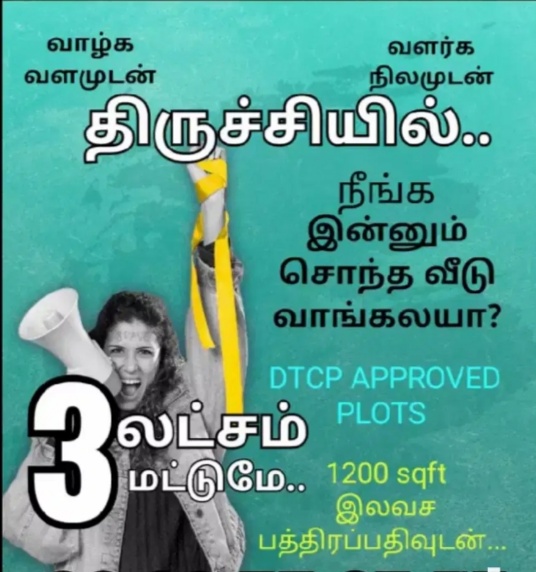 வாழ்க
வளமுடன்
வளர்க
நிலமுடன்
திருச்சியில்..
நீங்க
இன்னும்
சொந்த வீடு
வாங்கலயா?
DTCP APPROVED
PLOTS
3 லட்சம்
மட்டுமே..
1200 sqft
இலவச
பத்திரப்பதிவுடன்...